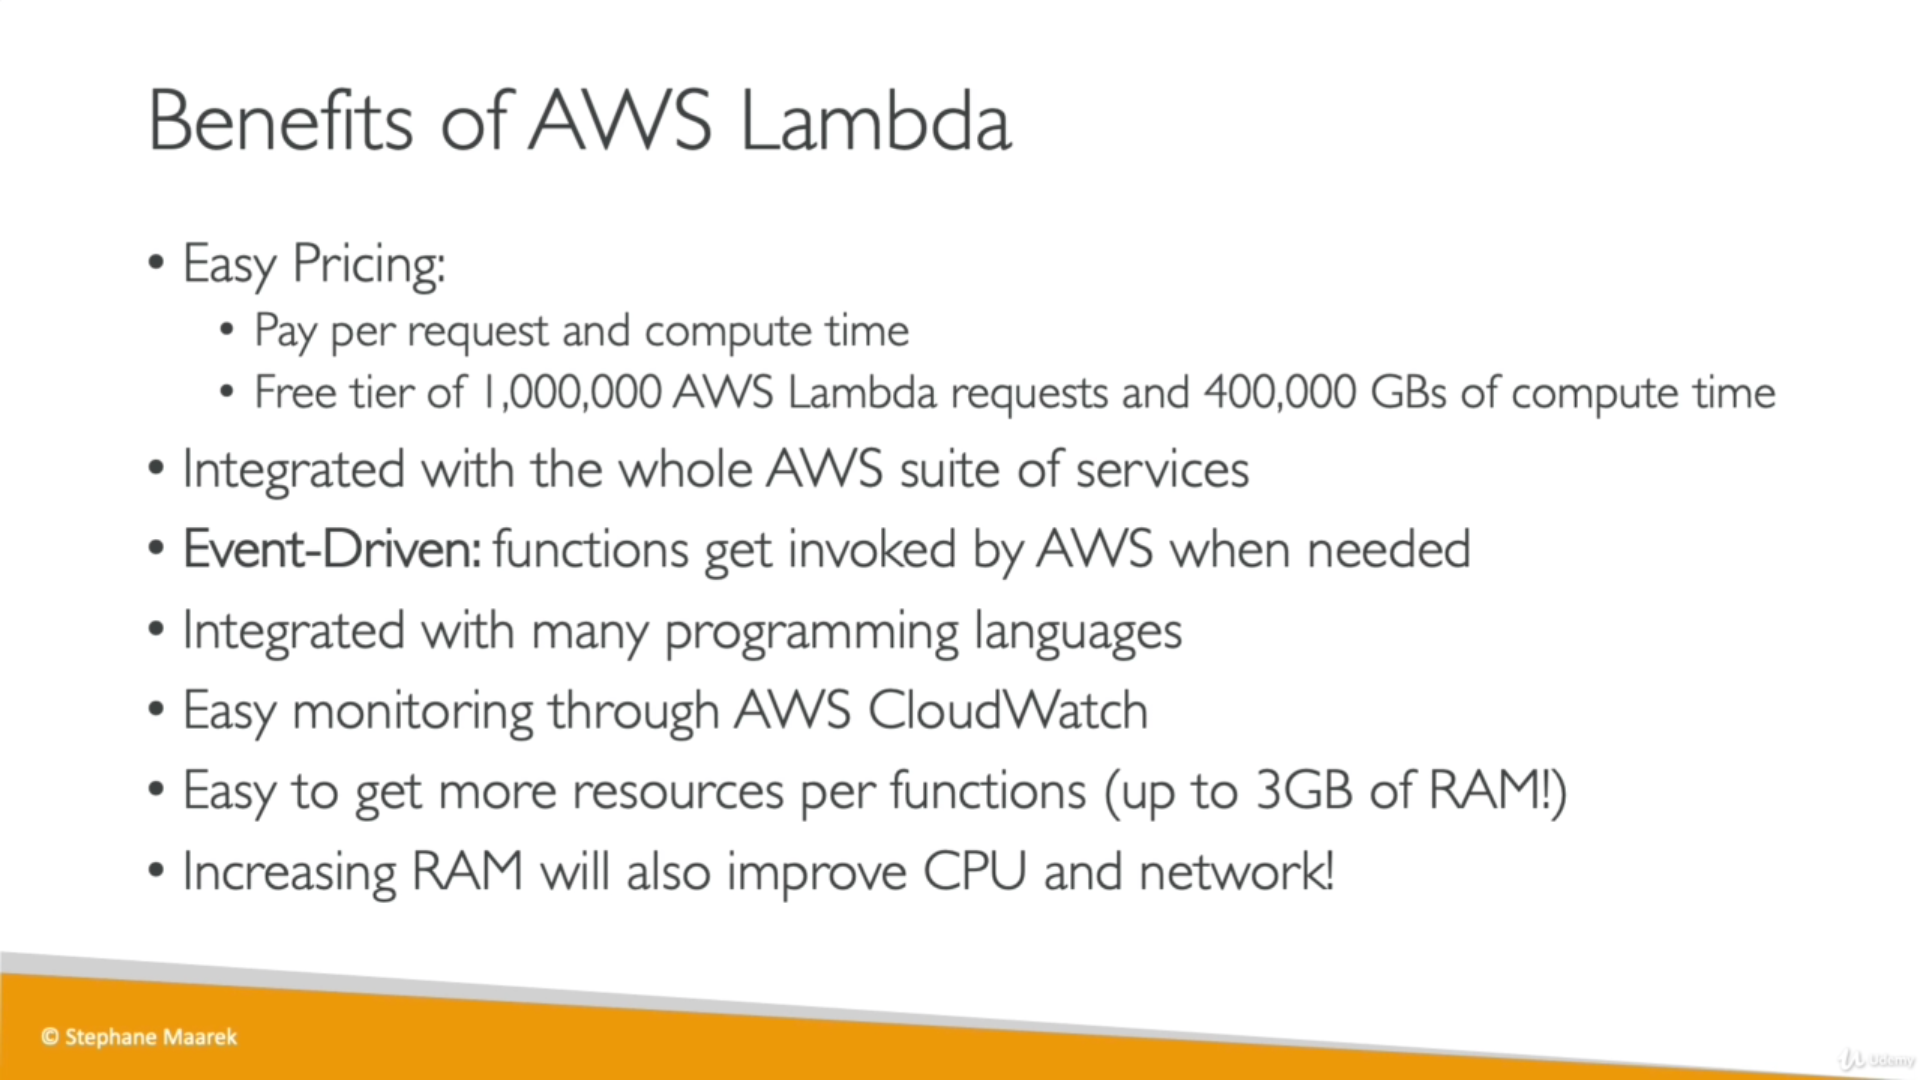 Benefits of AWS Lambda
• Easy Pricing:
• Pay per request and compute time
• Free tier of 1,000,000 AWS Lambda requests and 400,000 GBs of compute time
• Integrated with the whole AWS suite of services
• Event-Driven: functions get invoked by AWS when needed
• Integrated with many programming languages
• Easy monitoring through AWS CloudWatch
• Easy to get more resources per functions (up to 3GB of RAM!)
• Increasing RAM will also improve CPU and network!
© Stephane Maarek
Udemy